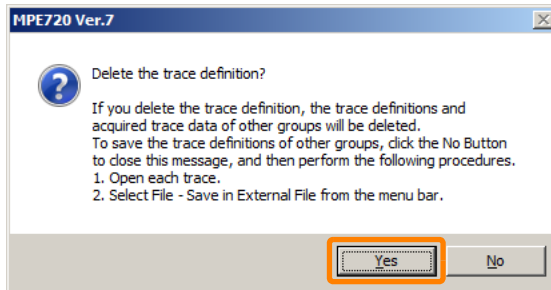 MPE720 Ver.7
Delete the trace definition?
If you delete the trace definition, the trace definitions and
acquired trace data of other groups will be deleted.
To save the trace definitions of other groups, click the No Button
to close this message, and then perform the following procedures.
1. Open each trace.
2. Select File - Save in External File from the menu bar.
Yes
No